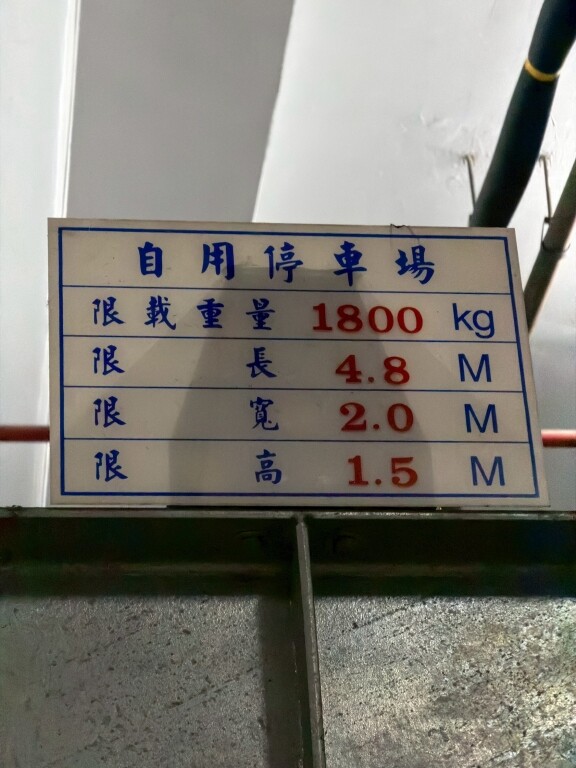 自用停車場
限載重量 1800 kg
限長 4.8 M
限寬 2.0 M
限高 1.5 M